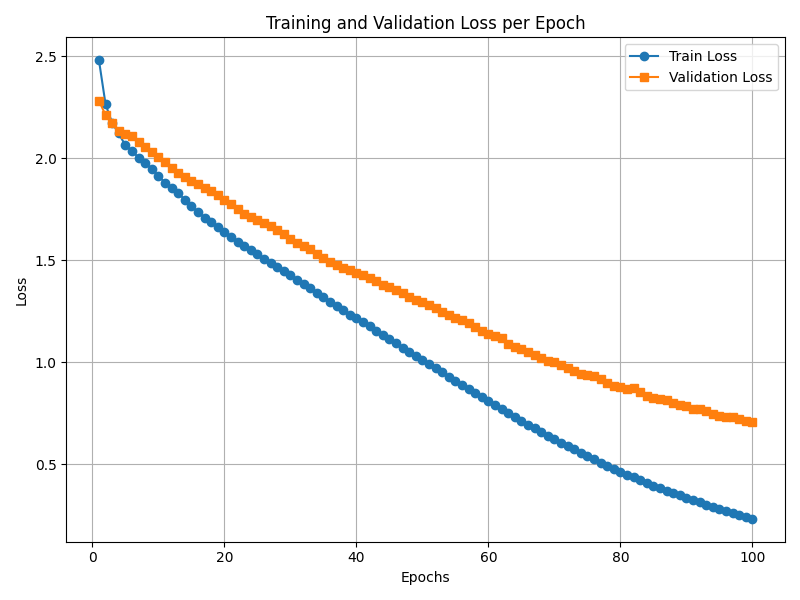 Training and Validation Loss per Epoch
Train Loss
Validation Loss
2.5
2.0
1.5
1.0
0.5
Loss
0 20 40 60 80 100
Epochs